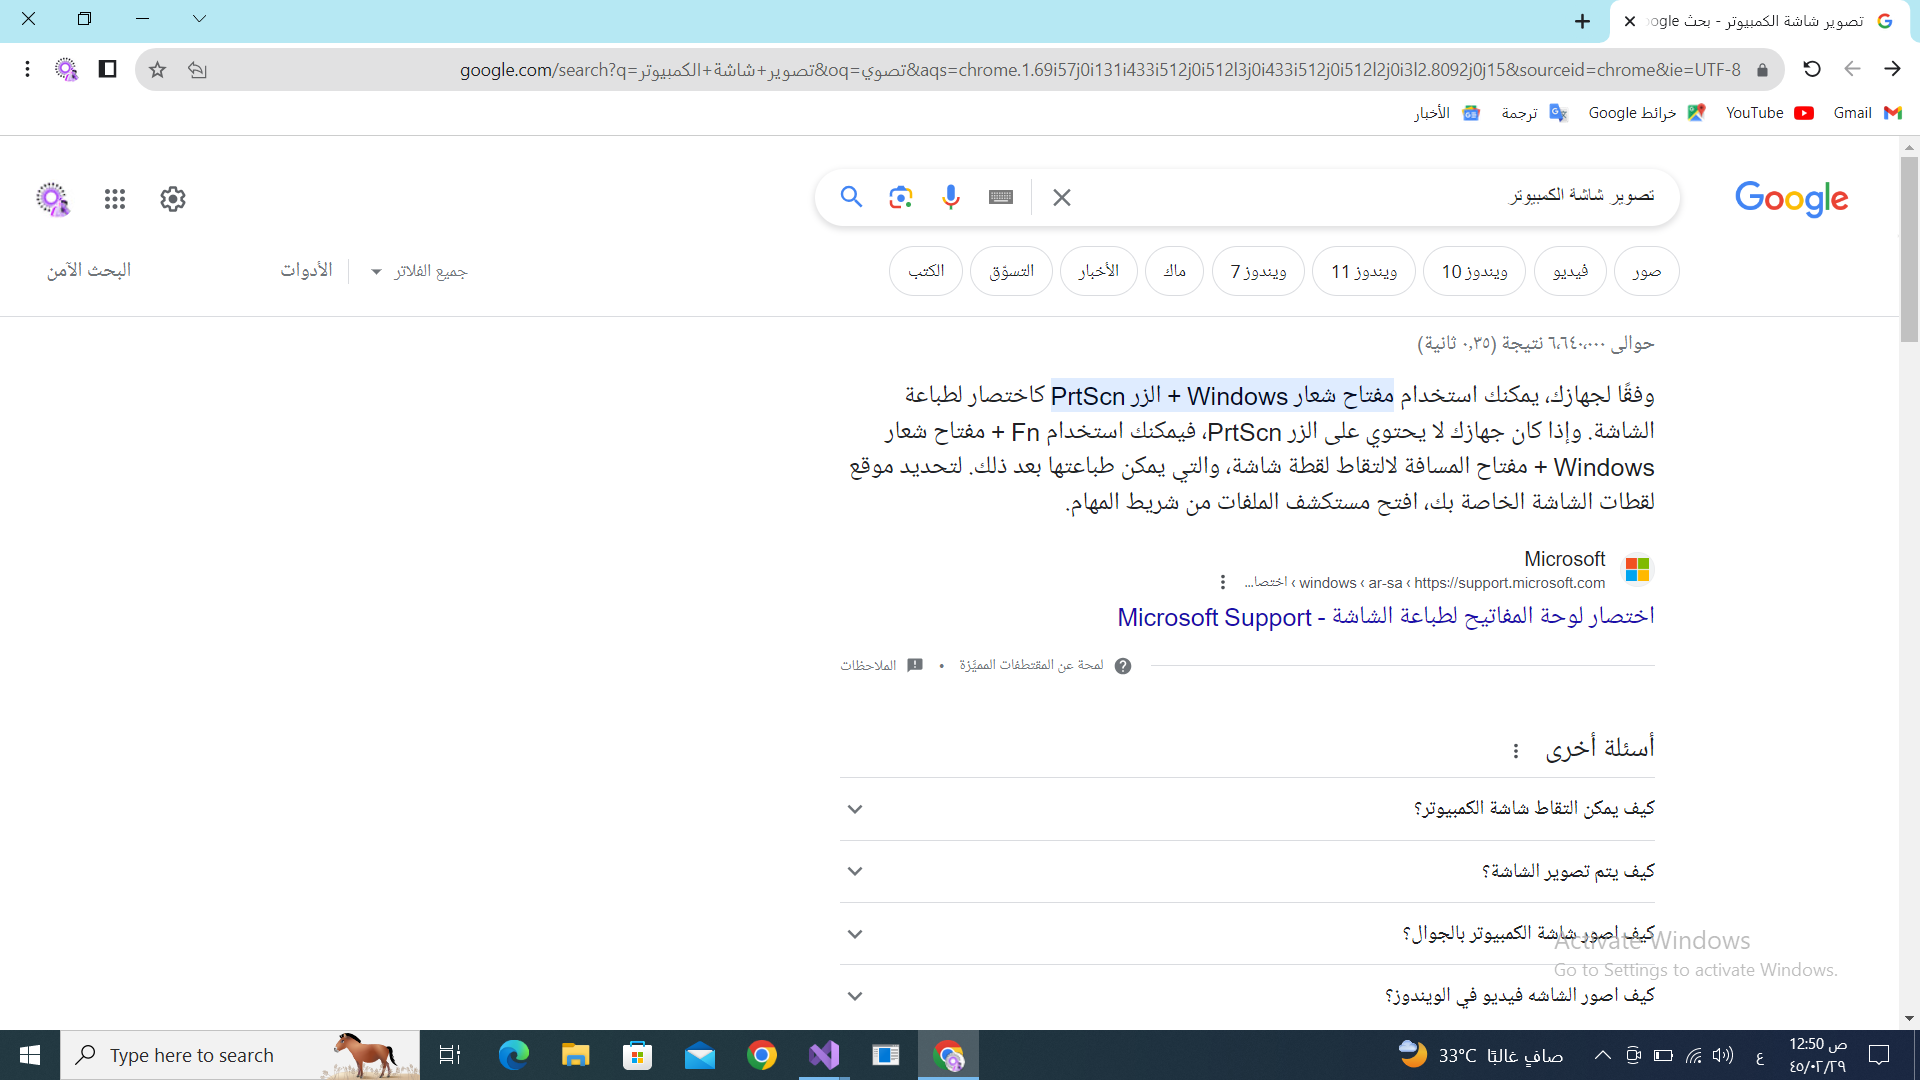 تصوير شاشة الكمبيوتر - بحث ogle
google.com/search?q=تصوير+شاشة+الكمبيوتر&oq=تصوي&aqs=chrome.1.69i57j0i131i433i512j0i512l3j0i433i512j0i512l2j0i3l2.8092j0j15&sourceid=chrome&ie=UTF-8
Gmail
YouTube
خرائط Google
ترجمة
الأخبار
Google
تصوير شاشة الكمبيوتر
صور
فيديو
ويندوز 10
ويندوز 11
ويندوز 7
ماك
الأخبار
التسوّق
الكتب
جميع الفلاتر
الأدوات
البحث الآمن
حوالى ٦٬٦٤٠٬٠٠٠ نتيجة (٠٫٣٥ ثانية)
وفقًا لجهازك، يمكنك استخدام مفتاح شعار Windows + الزر PrtScn كاختصار لطباعة
الشاشة. وإذا كان جهازك لا يحتوي على الزر PrtScn، فيمكنك استخدام Fn + مفتاح شعار
Windows + مفتاح المسافة لالتقاط لقطة شاشة، والتي يمكن طباعتها بعد ذلك. لتحديد موقع
لقطات الشاشة الخاصة بك، افتح مستكشف الملفات من شريط المهام.
Microsoft
https://support.microsoft.com › ar-sa › windows › اختصا...
اختصار لوحة المفاتيح لطباعة الشاشة - Microsoft Support
لمحة عن المقتطفات المميَّزة • الملاحظات
أسئلة أخرى
كيف يمكن التقاط شاشة الكمبيوتر؟
كيف يتم تصوير الشاشة؟
كيف اصور شاشة الكمبيوتر بالجوال؟
كيف اصور الشاشه فيديو في الويندوز؟
Activate Windows
Go to Settings to activate Windows.
Type here to search
33°C صافٍ غالبًا
ع
12:50 ص
٤٥/٠٢/٢٩